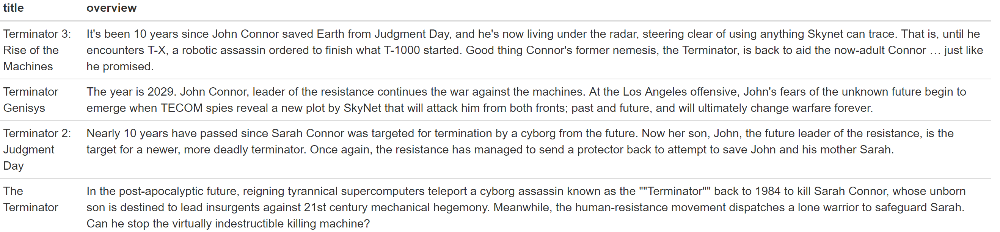 title overview
Terminator 3: It's been 10 years since John Connor saved Earth from Judgment Day, and he's now living under the radar, steering clear of using anything Skynet can trace. That is, until he
Rise of the encounters T-X, a robotic assassin ordered to finish what T-1000 started. Good thing Connor's former nemesis, the Terminator, is back to aid the now-adult Connor … just like
Machines he promised.
Terminator The year is 2029. John Connor, leader of the resistance continues the war against the machines. At the Los Angeles offensive, John's fears of the unknown future begin to
Genisys emerge when TECOM spies reveal a new plot by SkyNet that will attack him from both fronts; past and future, and will ultimately change warfare forever.
Terminator 2: Nearly 10 years have passed since Sarah Connor was targeted for termination by a cyborg from the future. Now her son, John, the future leader of the resistance, is the
Judgment target for a newer, more deadly terminator. Once again, the resistance has managed to send a protector back to attempt to save John and his mother Sarah.
Day
The In the post-apocalyptic future, reigning tyrannical supercomputers teleport a cyborg assassin known as the ""Terminator"" back to 1984 to kill Sarah Connor, whose unborn
Terminator son is destined to lead insurgents against 21st century mechanical hegemony. Meanwhile, the human-resistance movement dispatches a lone warrior to safeguard Sarah.
Can he stop the virtually indestructible killing machine?